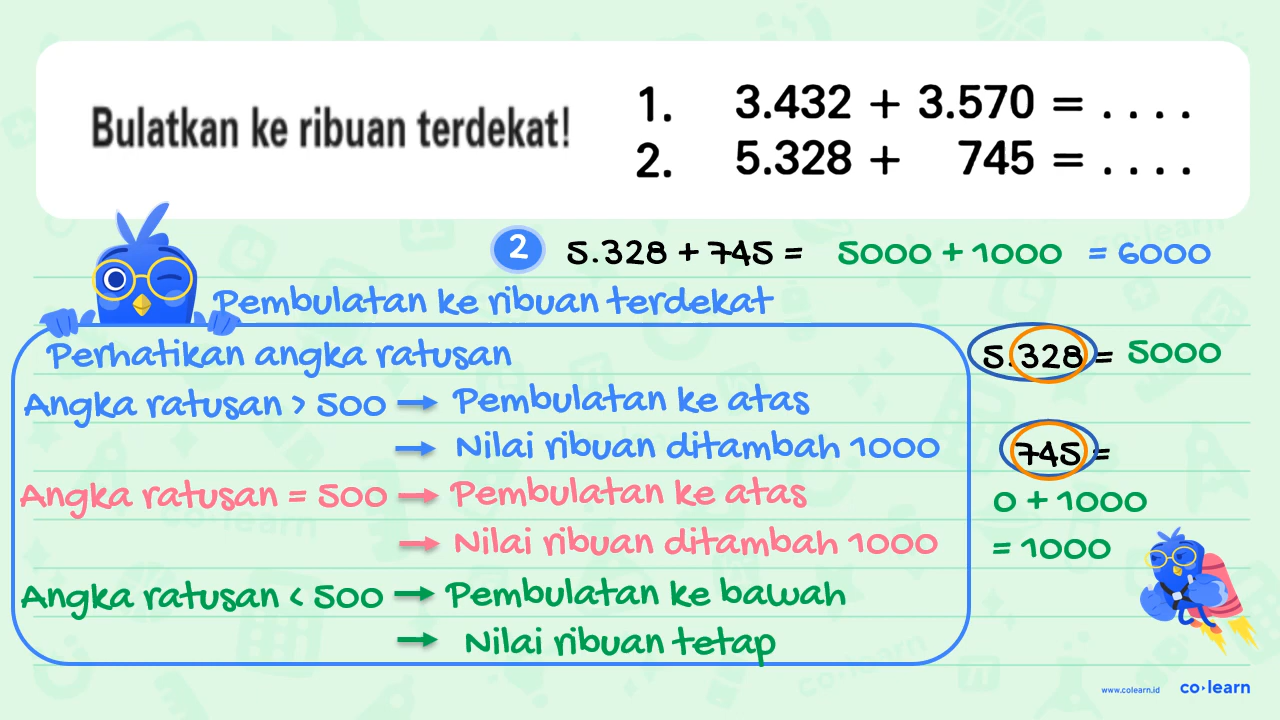 Bulatkan ke ribuan terdekat!
1. 3.432 + 3.570 = . . . .
2. 5.328 + 745 = . . . .
2 5.328 + 745 = 5000 + 1000 = 6000
Pembulatan ke ribuan terdekat
Perhatikan angka ratusan
Angka ratusan > 500 → Pembulatan ke atas
→ Nilai ribuan ditambah 1000
Angka ratusan = 500 → Pembulatan ke atas
→ Nilai ribuan ditambah 1000
Angka ratusan < 500 → Pembulatan ke bawah
→ Nilai ribuan tetap
5.328 = 5000
745 =
0 + 1000
= 1000
www.colearn.id co·learn